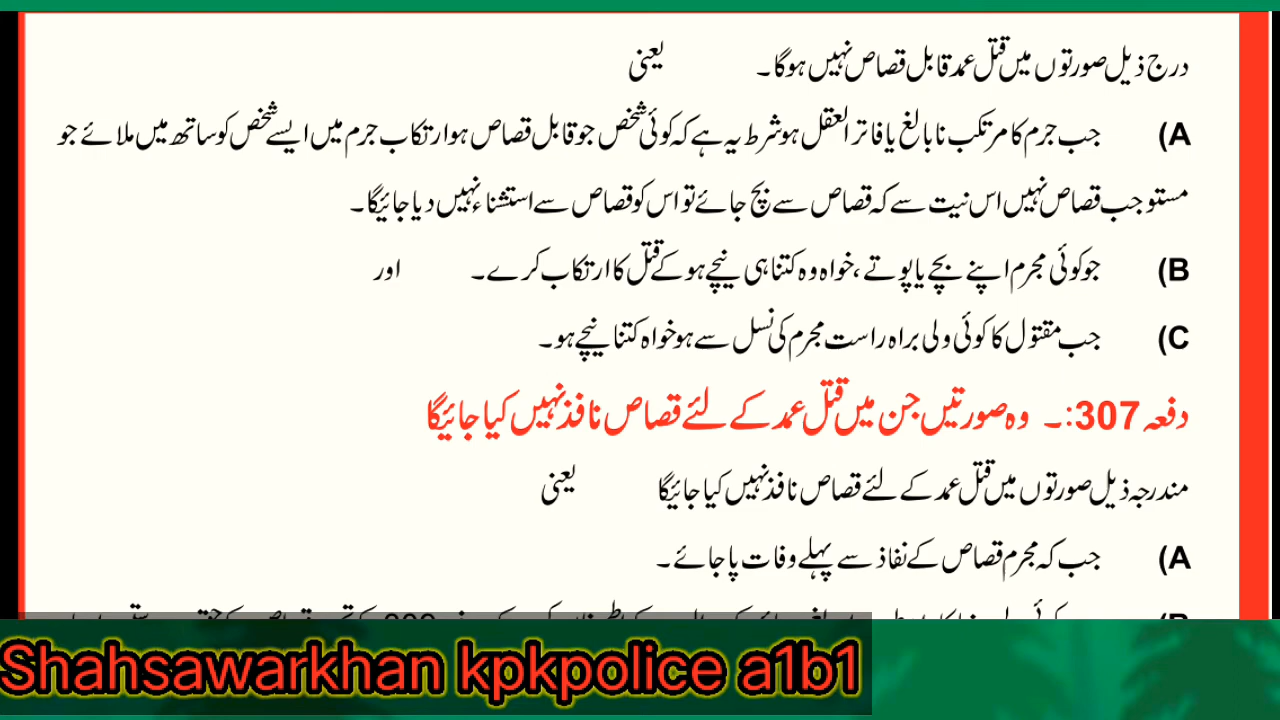 درج ذیل صورتوں میں قتل عمد قابل قصاص نہیں ہوگا۔ یعنی
(A جب جرم کا مرتکب نابالغ یا فاتر العقل ہو شرط یہ ہے کہ کوئی شخص جو قابل قصاص ہو ارتکاب جرم میں ایسے شخص کو ساتھ میں ملائے جو
مستوجب قصاص نہیں اس نیت سے کہ قصاص سے بچ جائے تو اس کو قصاص سے استثناء نہیں دیا جائیگا۔
(B جو کوئی مجرم اپنے بچے یا پوتے ،خواہ وہ کتنا ہی نیچے ہو کے قتل کا ارتکاب کرے۔ اور
(C جب مقتول کا کوئی ولی براہ راست مجرم کی نسل سے ہو خواہ کتنا نیچے ہو۔
دفعہ 307:۔ وہ صورتیں جن میں قتل عمد کے لئے قصاص نافذ نہیں کیا جائیگا
مندرجہ ذیل صورتوں میں قتل عمد کے لئے قصاص نافذ نہیں کیا جائیگا یعنی
(A جب کہ مجرم قصاص کے نفاذ سے پہلے وفات پا جائے۔
Shahsawarkhan kpkpolice a1b1